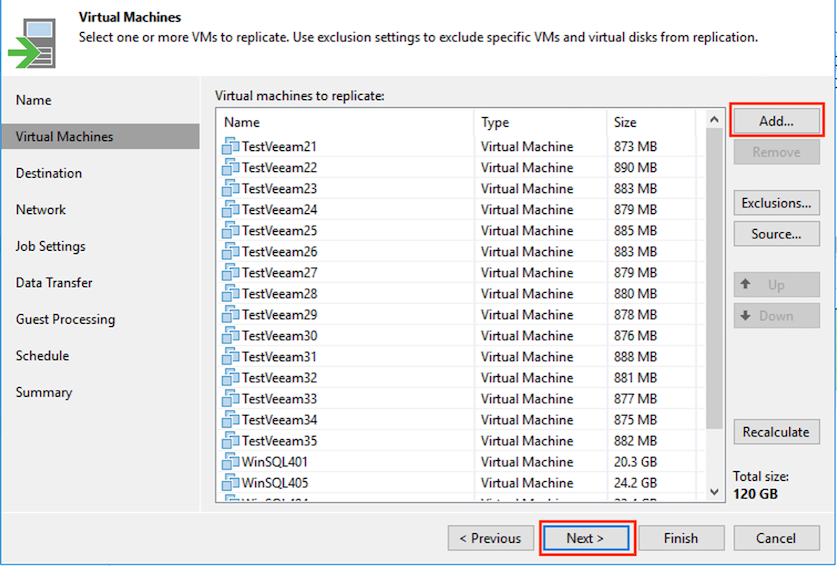 Virtual Machines
Select one or more VMs to replicate. Use exclusion settings to exclude specific VMs and virtual disks from replication.
Name
Virtual Machines
Destination
Network
Job Settings
Data Transfer
Guest Processing
Schedule
Summary
Virtual machines to replicate:
Name Type Size
TestVeeam21 Virtual Machine 873 MB
TestVeeam22 Virtual Machine 890 MB
TestVeeam23 Virtual Machine 883 MB
TestVeeam24 Virtual Machine 879 MB
TestVeeam25 Virtual Machine 885 MB
TestVeeam26 Virtual Machine 883 MB
TestVeeam27 Virtual Machine 879 MB
TestVeeam28 Virtual Machine 880 MB
TestVeeam29 Virtual Machine 878 MB
TestVeeam30 Virtual Machine 876 MB
TestVeeam31 Virtual Machine 888 MB
TestVeeam32 Virtual Machine 881 MB
TestVeeam33 Virtual Machine 877 MB
TestVeeam34 Virtual Machine 875 MB
TestVeeam35 Virtual Machine 882 MB
WinSQL401 Virtual Machine 20.3 GB
WinSQL405 Virtual Machine 24.2 GB
Add...
Remove
Exclusions...
Source...
Up
Down
Recalculate
Total size:
120 GB
< Previous
Next >
Finish
Cancel